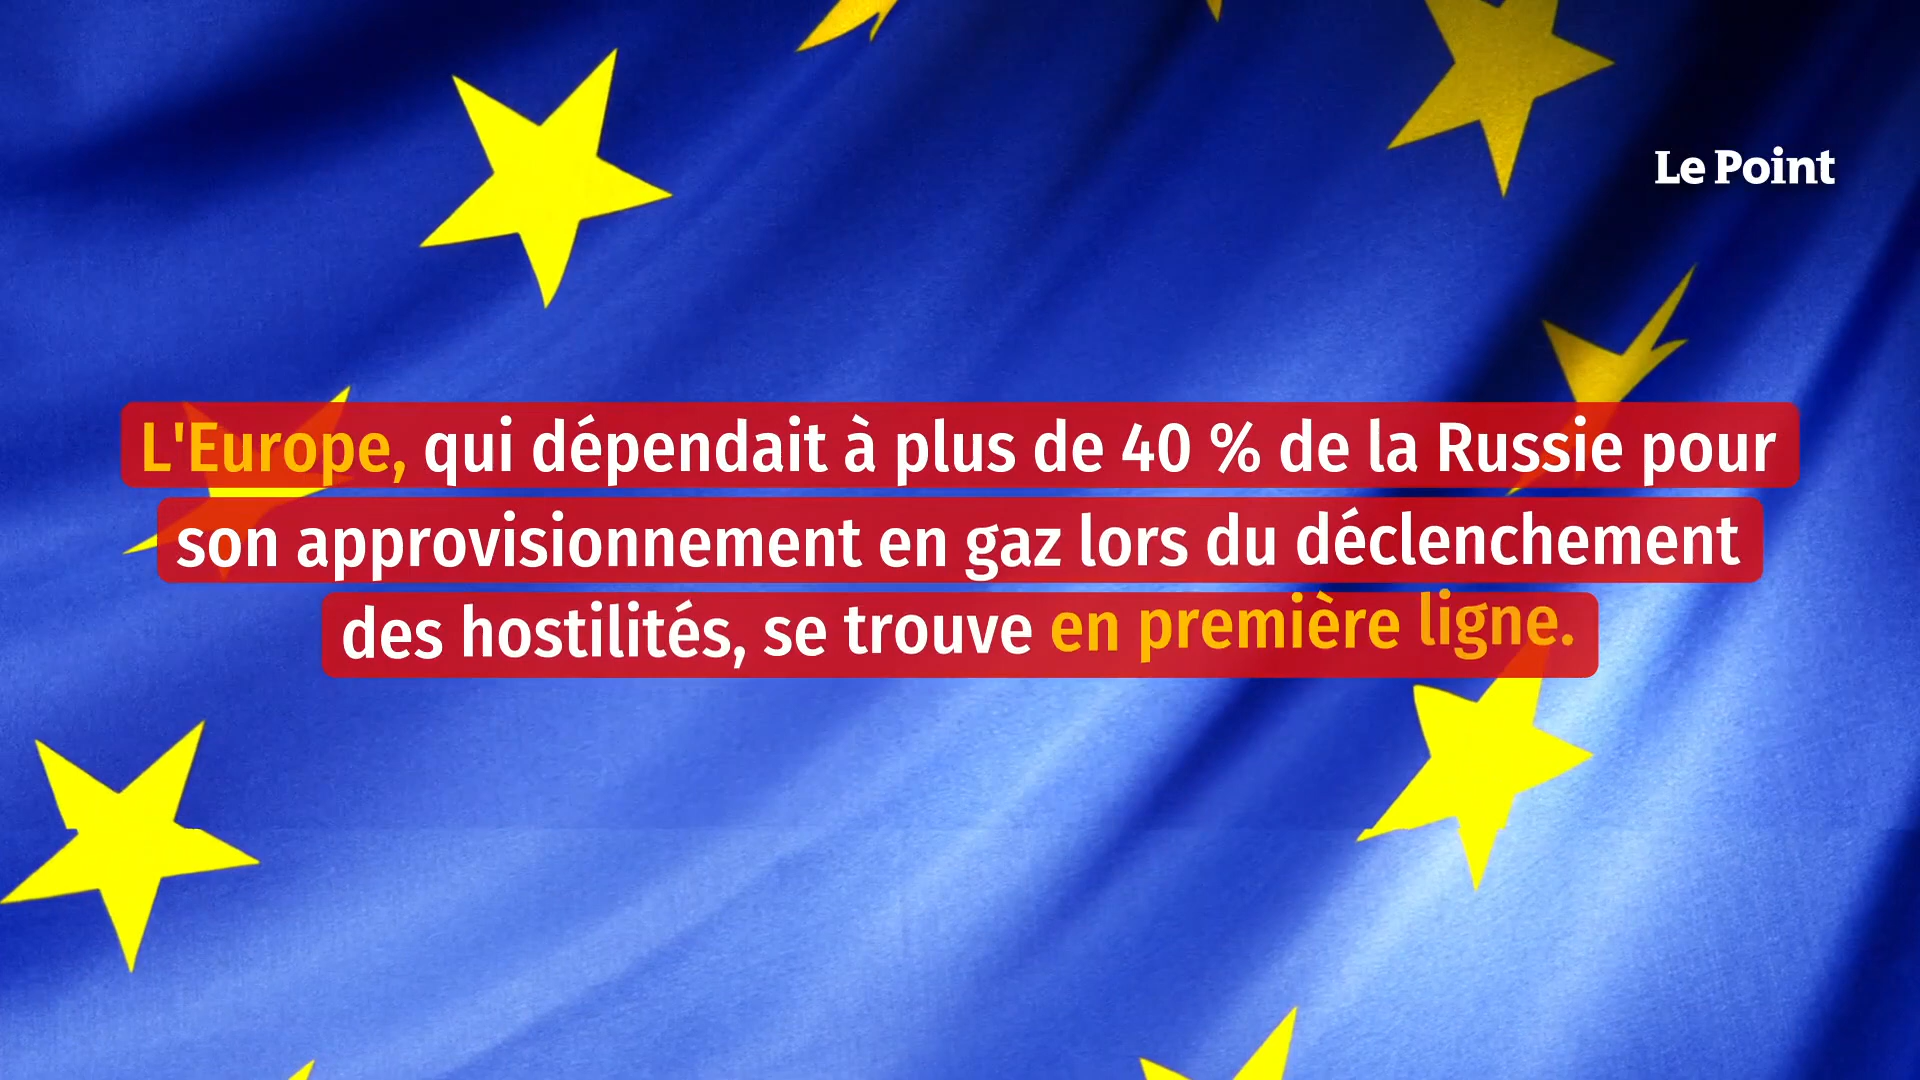 Le Point
L'Europe, qui dépendait à plus de 40 % de la Russie pour
son approvisionnement en gaz lors du déclenchement
des hostilités, se trouve en première ligne.